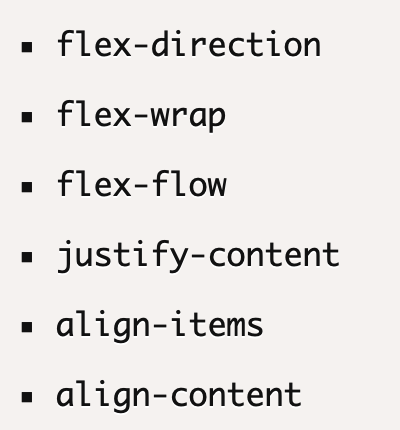 ▪ flex-direction
▪ flex-wrap
▪ flex-flow
▪ justify-content
▪ align-items
▪ align-content